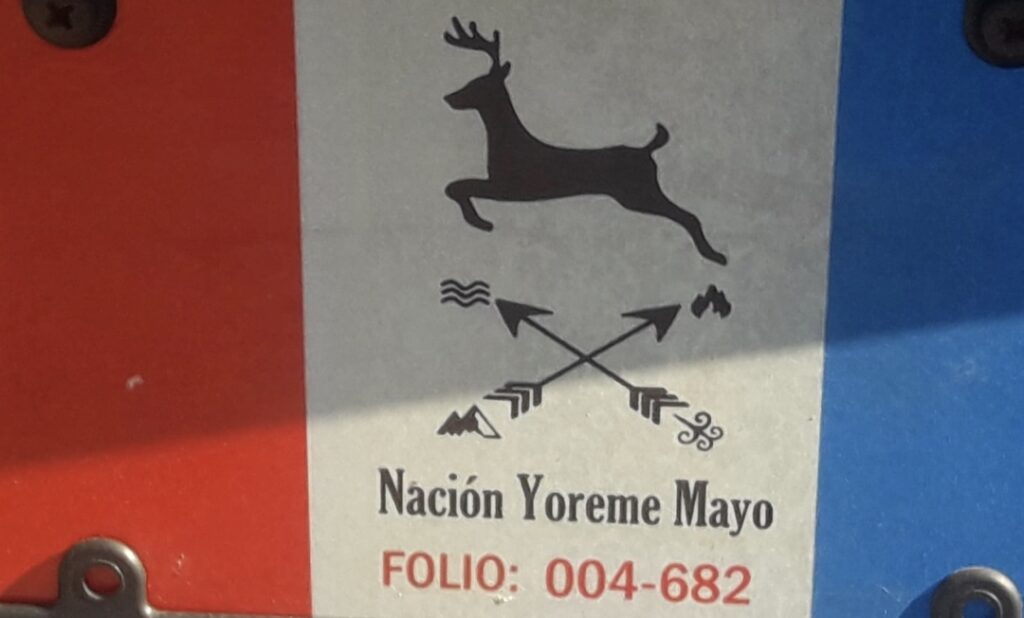 Nación Yoreme Mayo
FOLIO: 004-682